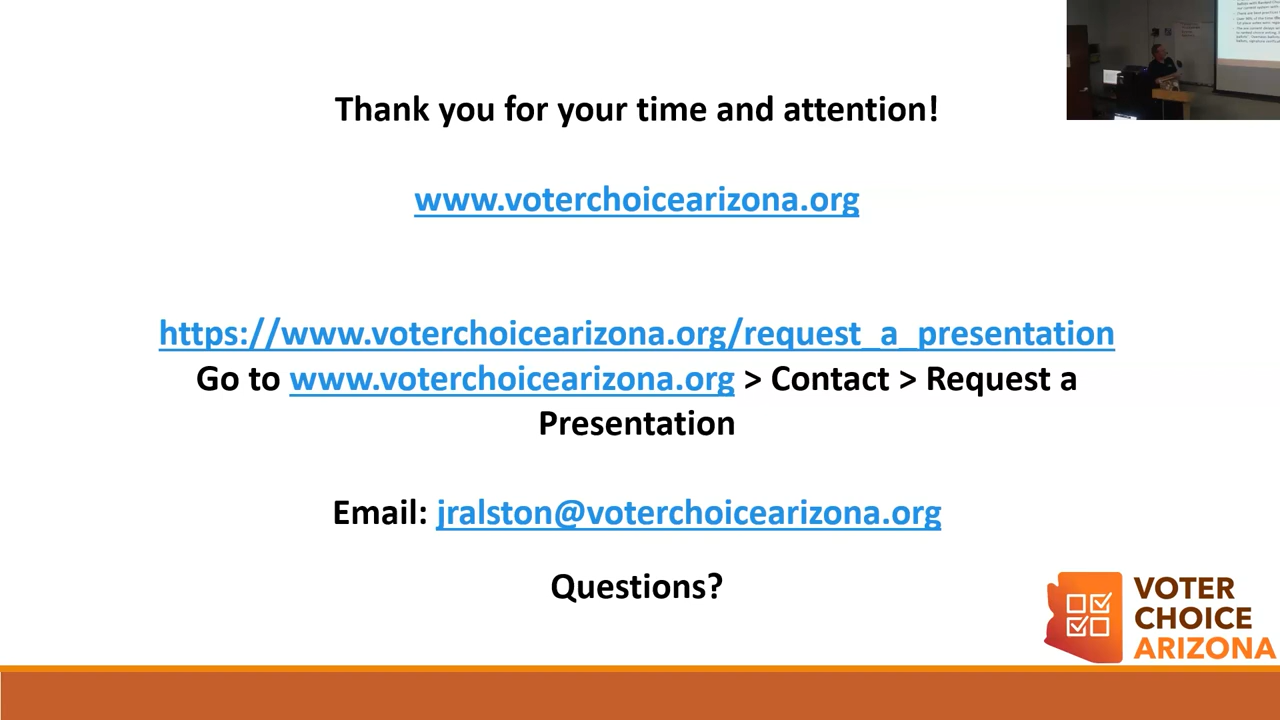 Thank you for your time and attention!
www.voterchoicearizona.org
https://www.voterchoicearizona.org/request_a_presentation
Go to www.voterchoicearizona.org > Contact > Request a
Presentation
Email: jralston@voterchoicearizona.org
Questions?
VOTER
CHOICE
ARIZONA